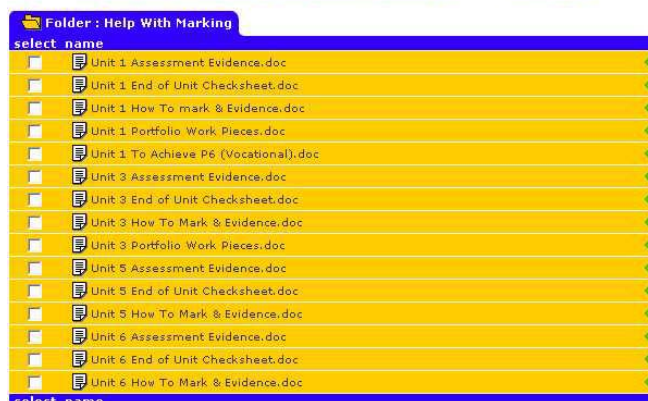 Folder : Help With Marking
select name
Unit 1 Assessment Evidence.doc
Unit 1 End of Unit Checksheet.doc
Unit 1 How To mark & Evidence.doc
Unit 1 Portfolio Work Pieces.doc
Unit 1 To Achieve P6 (Vocational).doc
Unit 3 Assessment Evidence.doc
Unit 3 End of Unit Checksheet.doc
Unit 3 How To Mark & Evidence.doc
Unit 3 Portfolio Work Pieces.doc
Unit 5 Assessment Evidence.doc
Unit 5 End of Unit Checksheet.doc
Unit 5 How To Mark & Evidence.doc
Unit 6 Assessment Evidence.doc
Unit 6 End of Unit Checksheet.doc
Unit 6 How To Mark & Evidence.doc
select name